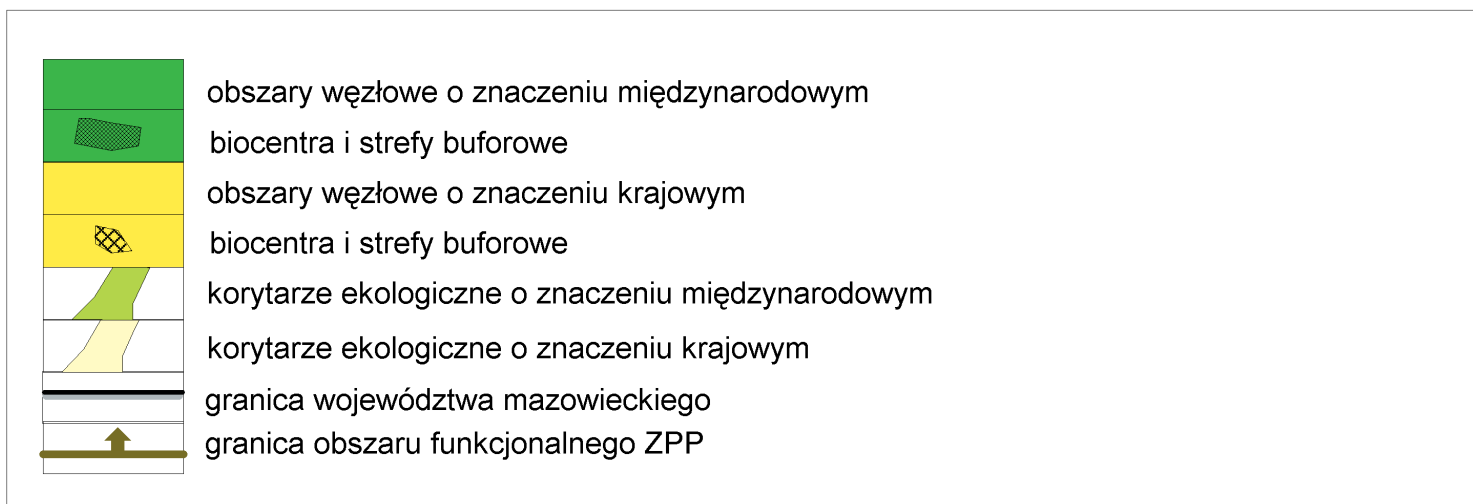 obszary węzłowe o znaczeniu międzynarodowym
biocentra i strefy buforowe
obszary węzłowe o znaczeniu krajowym
biocentra i strefy buforowe
korytarze ekologiczne o znaczeniu międzynarodowym
korytarze ekologiczne o znaczeniu krajowym
granica województwa mazowieckiego
granica obszaru funkcjonalnego ZPP